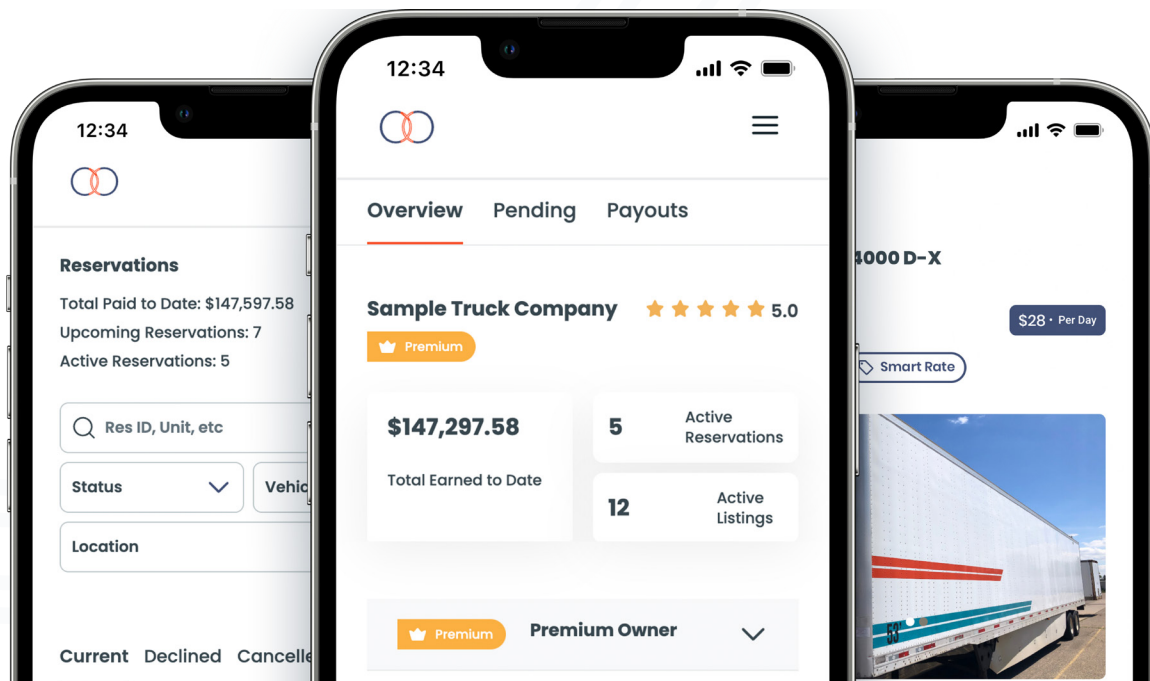 12:34
Reservations
Total Paid to Date: $147,597.58
Upcoming Reservations: 7
Active Reservations: 5
Res ID, Unit, etc
Status
Location
Current Declined
12:34
Overview Pending Payouts
Sample Truck Company 5.0
Premium
$147,297.58
Total Earned to Date
5 Active
Reservations
12 Active
Listings
Premium Premium Owner
4000 D-X
$28 · Per Day
Smart Rate
53'